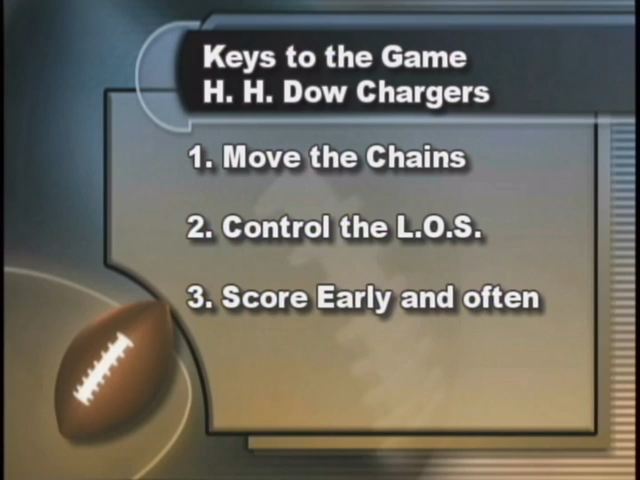 Keys to the Game
H. H. Dow Chargers
1. Move the Chains
2. Control the L.O.S.
3. Score Early and often